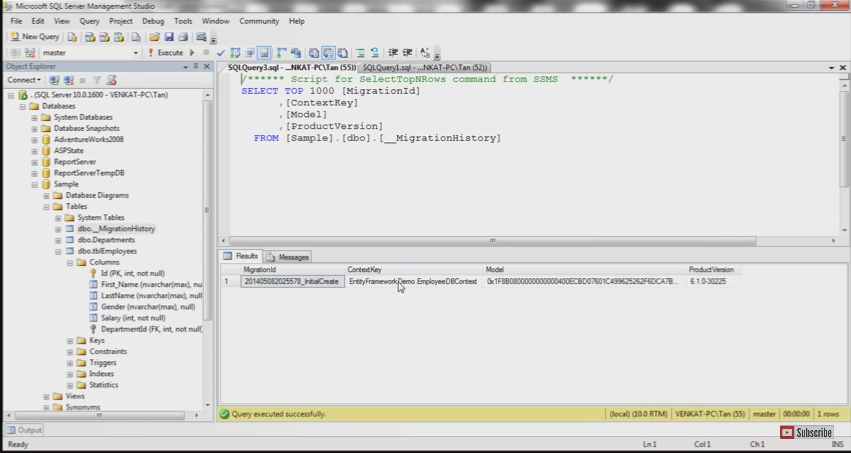 Microsoft SQL Server Management Studio
File Edit View Query Project Debug Tools Window Community Help
New Query
master
Execute
Object Explorer
SQLQuery3.sql - ...NKAT-PC\Tan (55))
SQLQuery1.sql - ...NKAT-PC\Tan (52))
Connect
. (SQL Server 10.0.1600 - VENKAT-PC\Tan)
Databases
System Databases
Database Snapshots
AdventureWorks2008
ASPState
ReportServer
ReportServerTempDB
Sample
Database Diagrams
Tables
System Tables
dbo.__MigrationHistory
dbo.Departments
dbo.tblEmployees
Columns
Id (PK, int, not null)
First_Name (nvarchar(max), nu
LastName (nvarchar(max), null
Gender (nvarchar(max), null)
Salary (int, not null)
DepartmentId (FK, int, not null)
Keys
Constraints
Triggers
Indexes
Statistics
Views
Synonyms
/****** Script for SelectTopNRows command from SSMS ******/
SELECT TOP 1000 [MigrationId]
,[ContextKey]
,[Model]
,[ProductVersion]
FROM [Sample].[dbo].[__MigrationHistory]
Results Messages
MigrationId ContextKey Model ProductVersion
1 201405082025578_InitialCreate EntityFrameworkDemo.EmployeeDBContext 0x1F8B0800000000000400ECBD07601C499625262F6DCA7B... 6.1.0-30225
Query executed successfully.
(local) (10.0 RTM) VENKAT-PC\Tan (55) master 00:00:00 1 rows
Output
Subscribe
Ready Ln 1 Col 1 Ch 1 INS